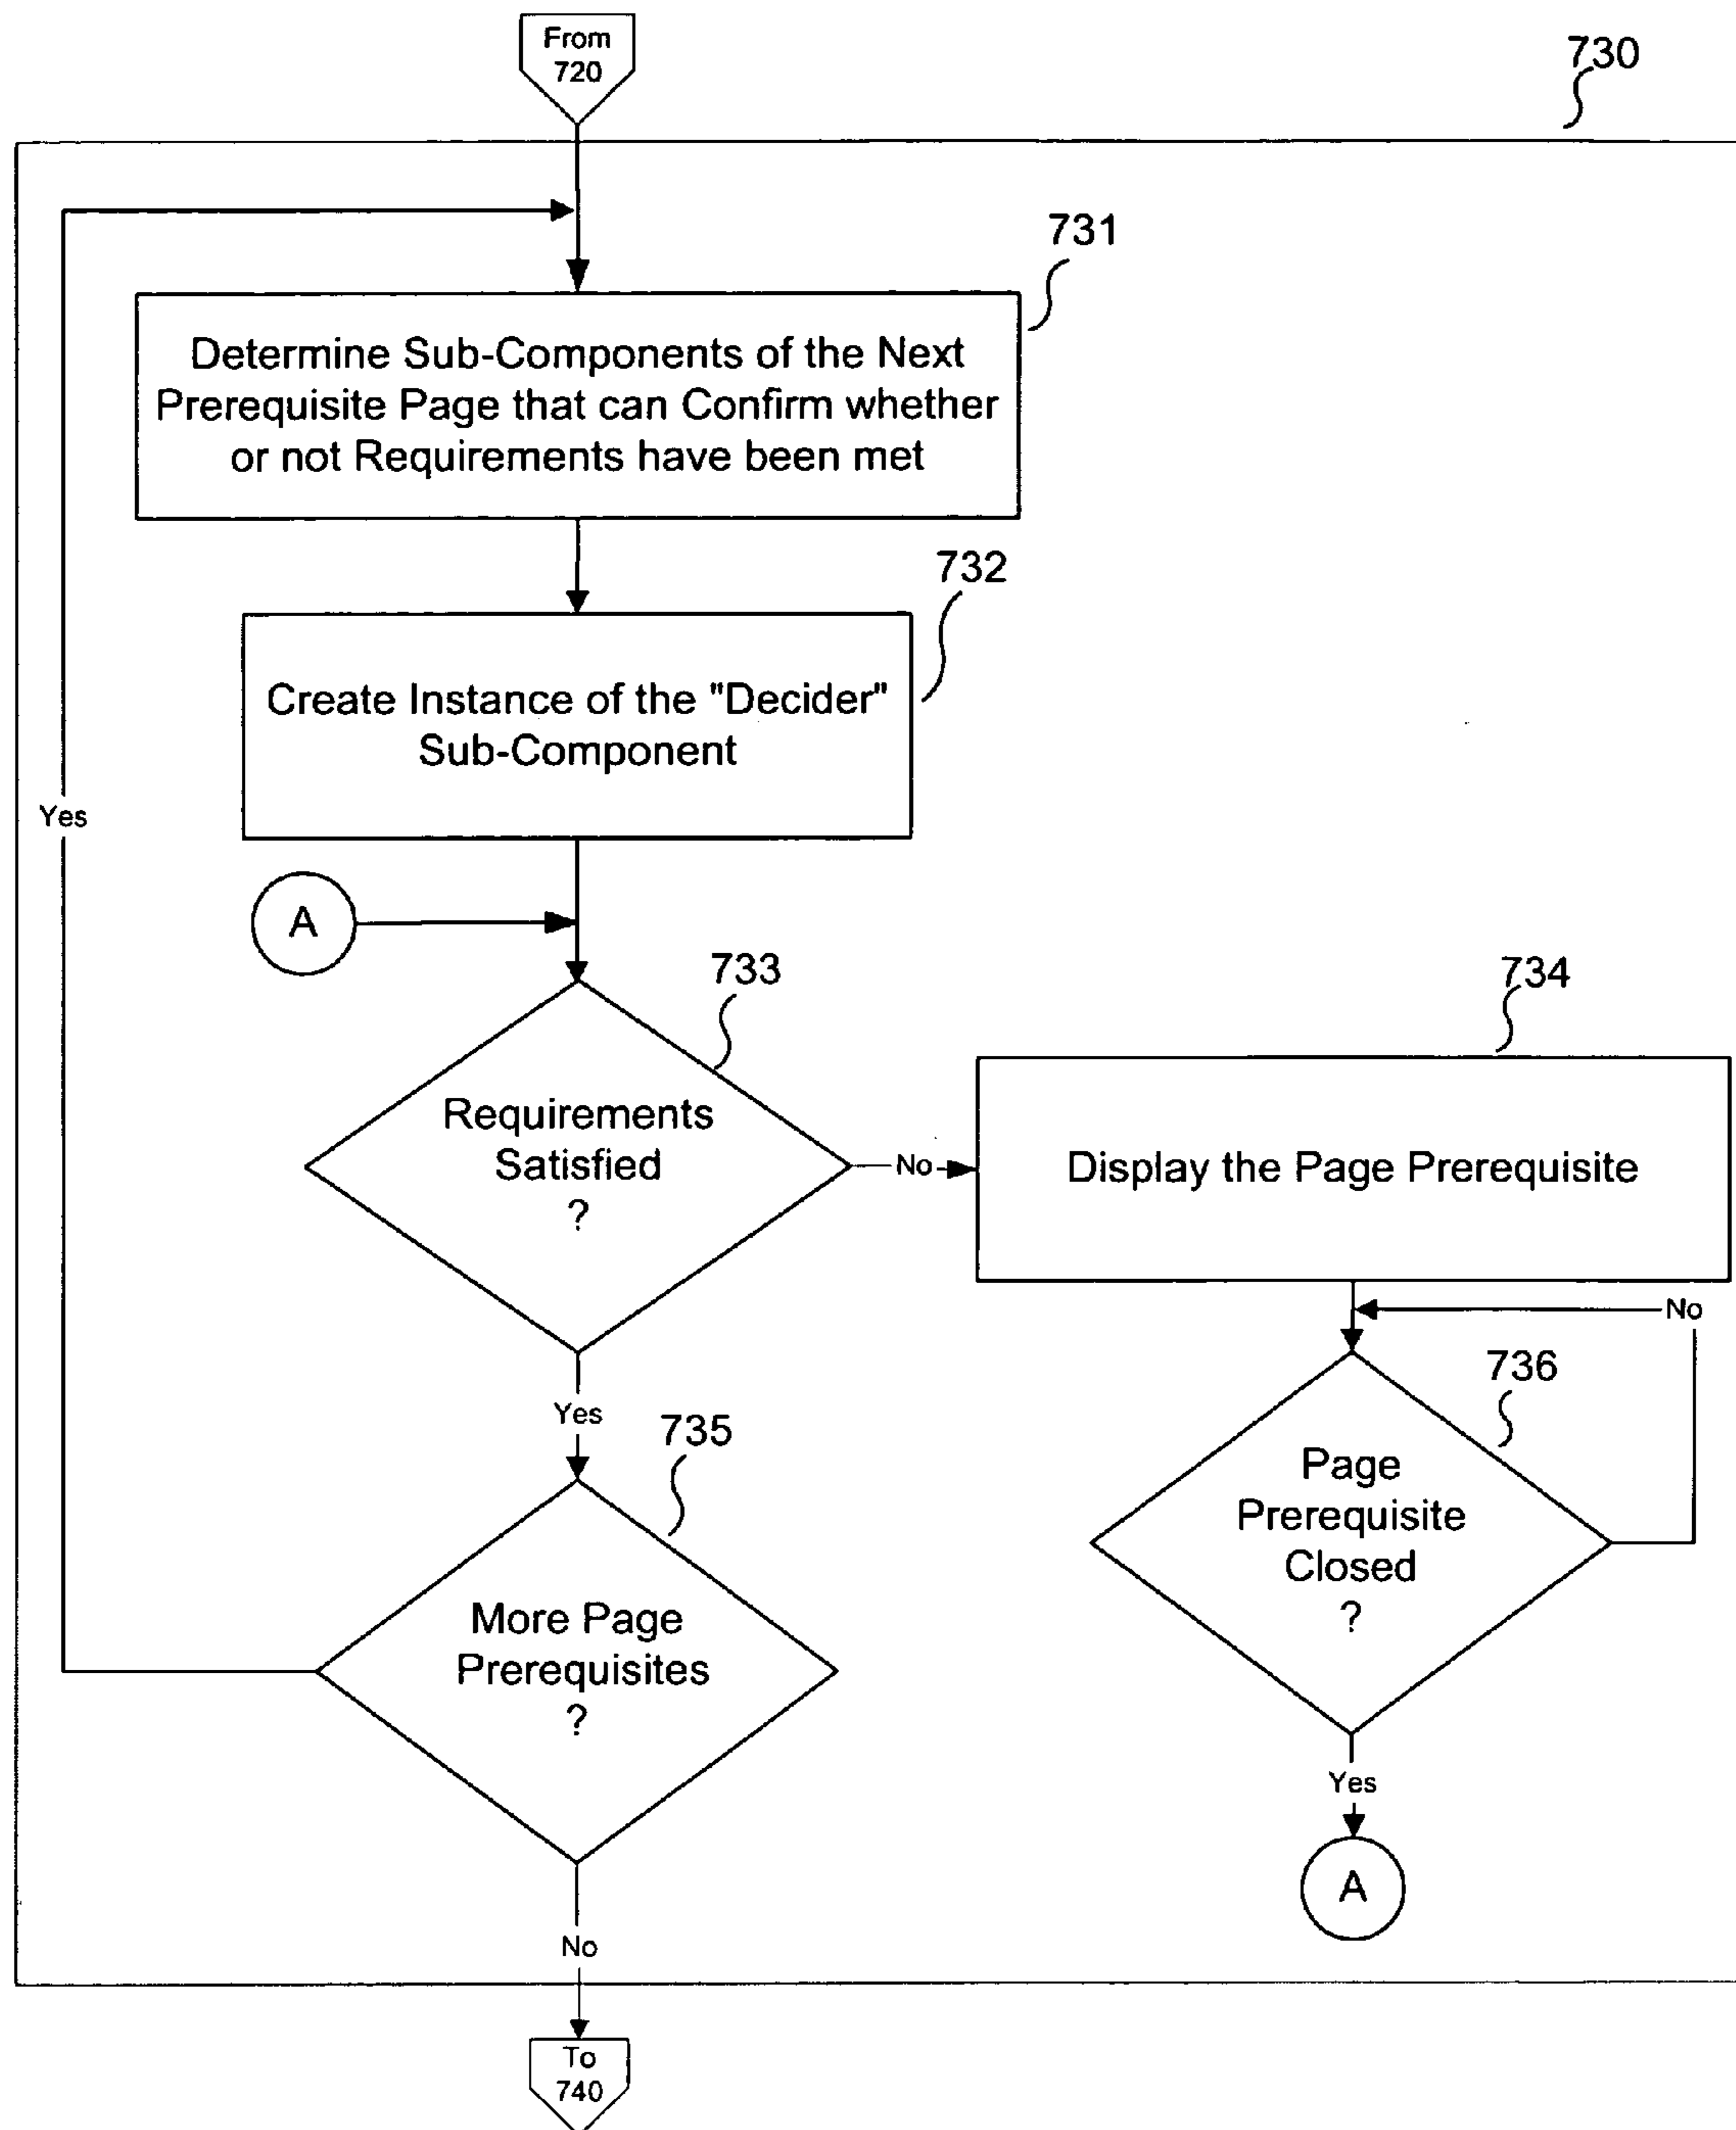 From
720
730
731
Determine Sub-Components of the Next
Prerequisite Page that can Confirm whether
or not Requirements have been met
732
Create Instance of the "Decider"
Sub-Component
Yes
A
733
734
Requirements
Satisfied
?
No
Display the Page Prerequisite
No
736
Yes
735
Page
Prerequisite
Closed
?
More Page
Prerequisites
?
Yes
A
No
To
740